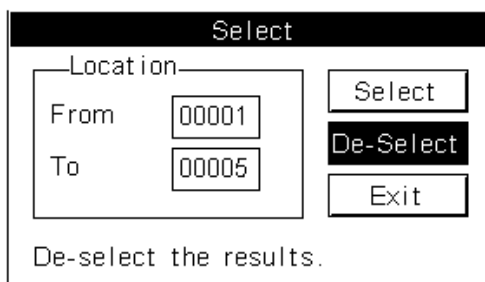 Select
Location
From 00001
To 00005
Select
De-Select
Exit
De-select the results.